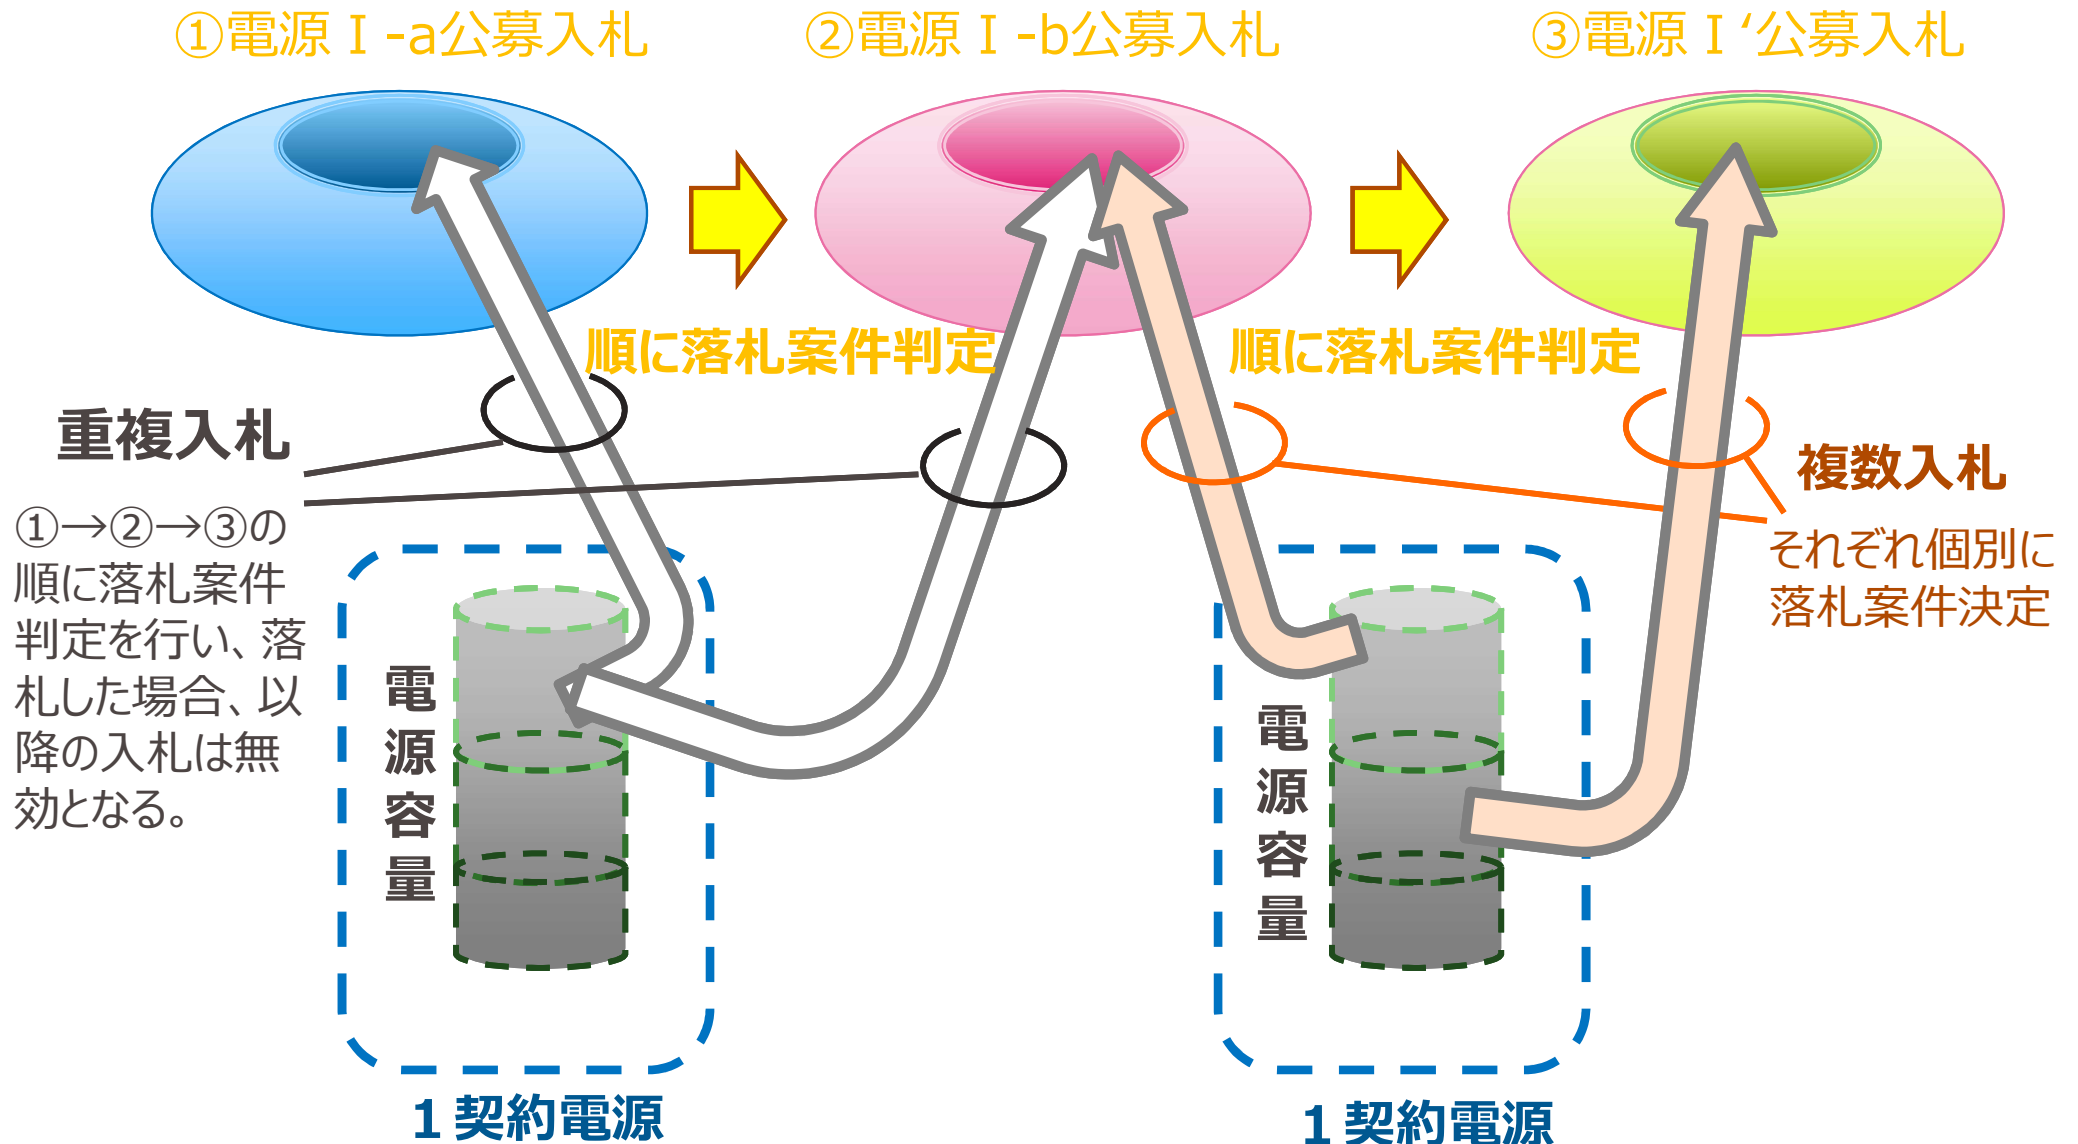 ①電源Ⅰ-a公募入札
②電源Ⅰ-b公募入札
③電源Ⅰ‘公募入札
順に落札案件判定
順に落札案件判定
重複入札
①→②→③の
順に落札案件
判定を行い、落
札した場合、以
降の入札は無
効となる。
複数入札
それぞれ個別に
落札案件決定
電源容量
電源容量
１契約電源
１契約電源